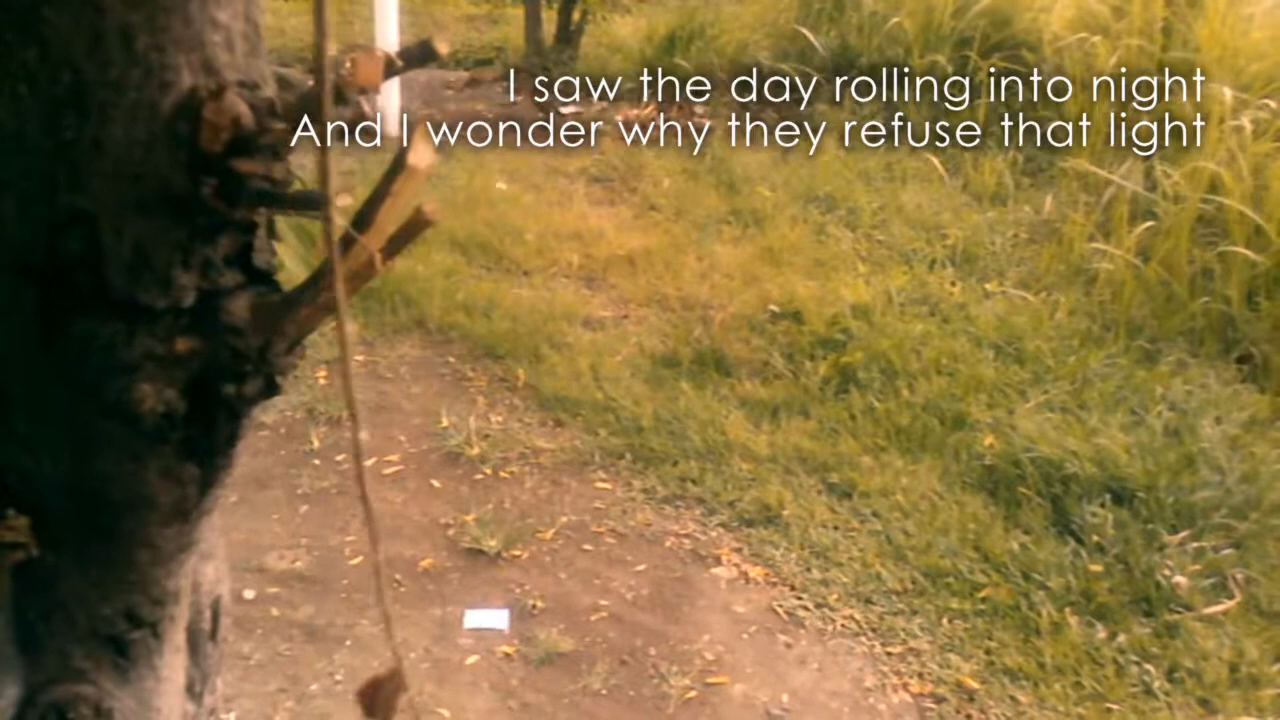 I saw the day rolling into night
And I wonder why they refuse that light